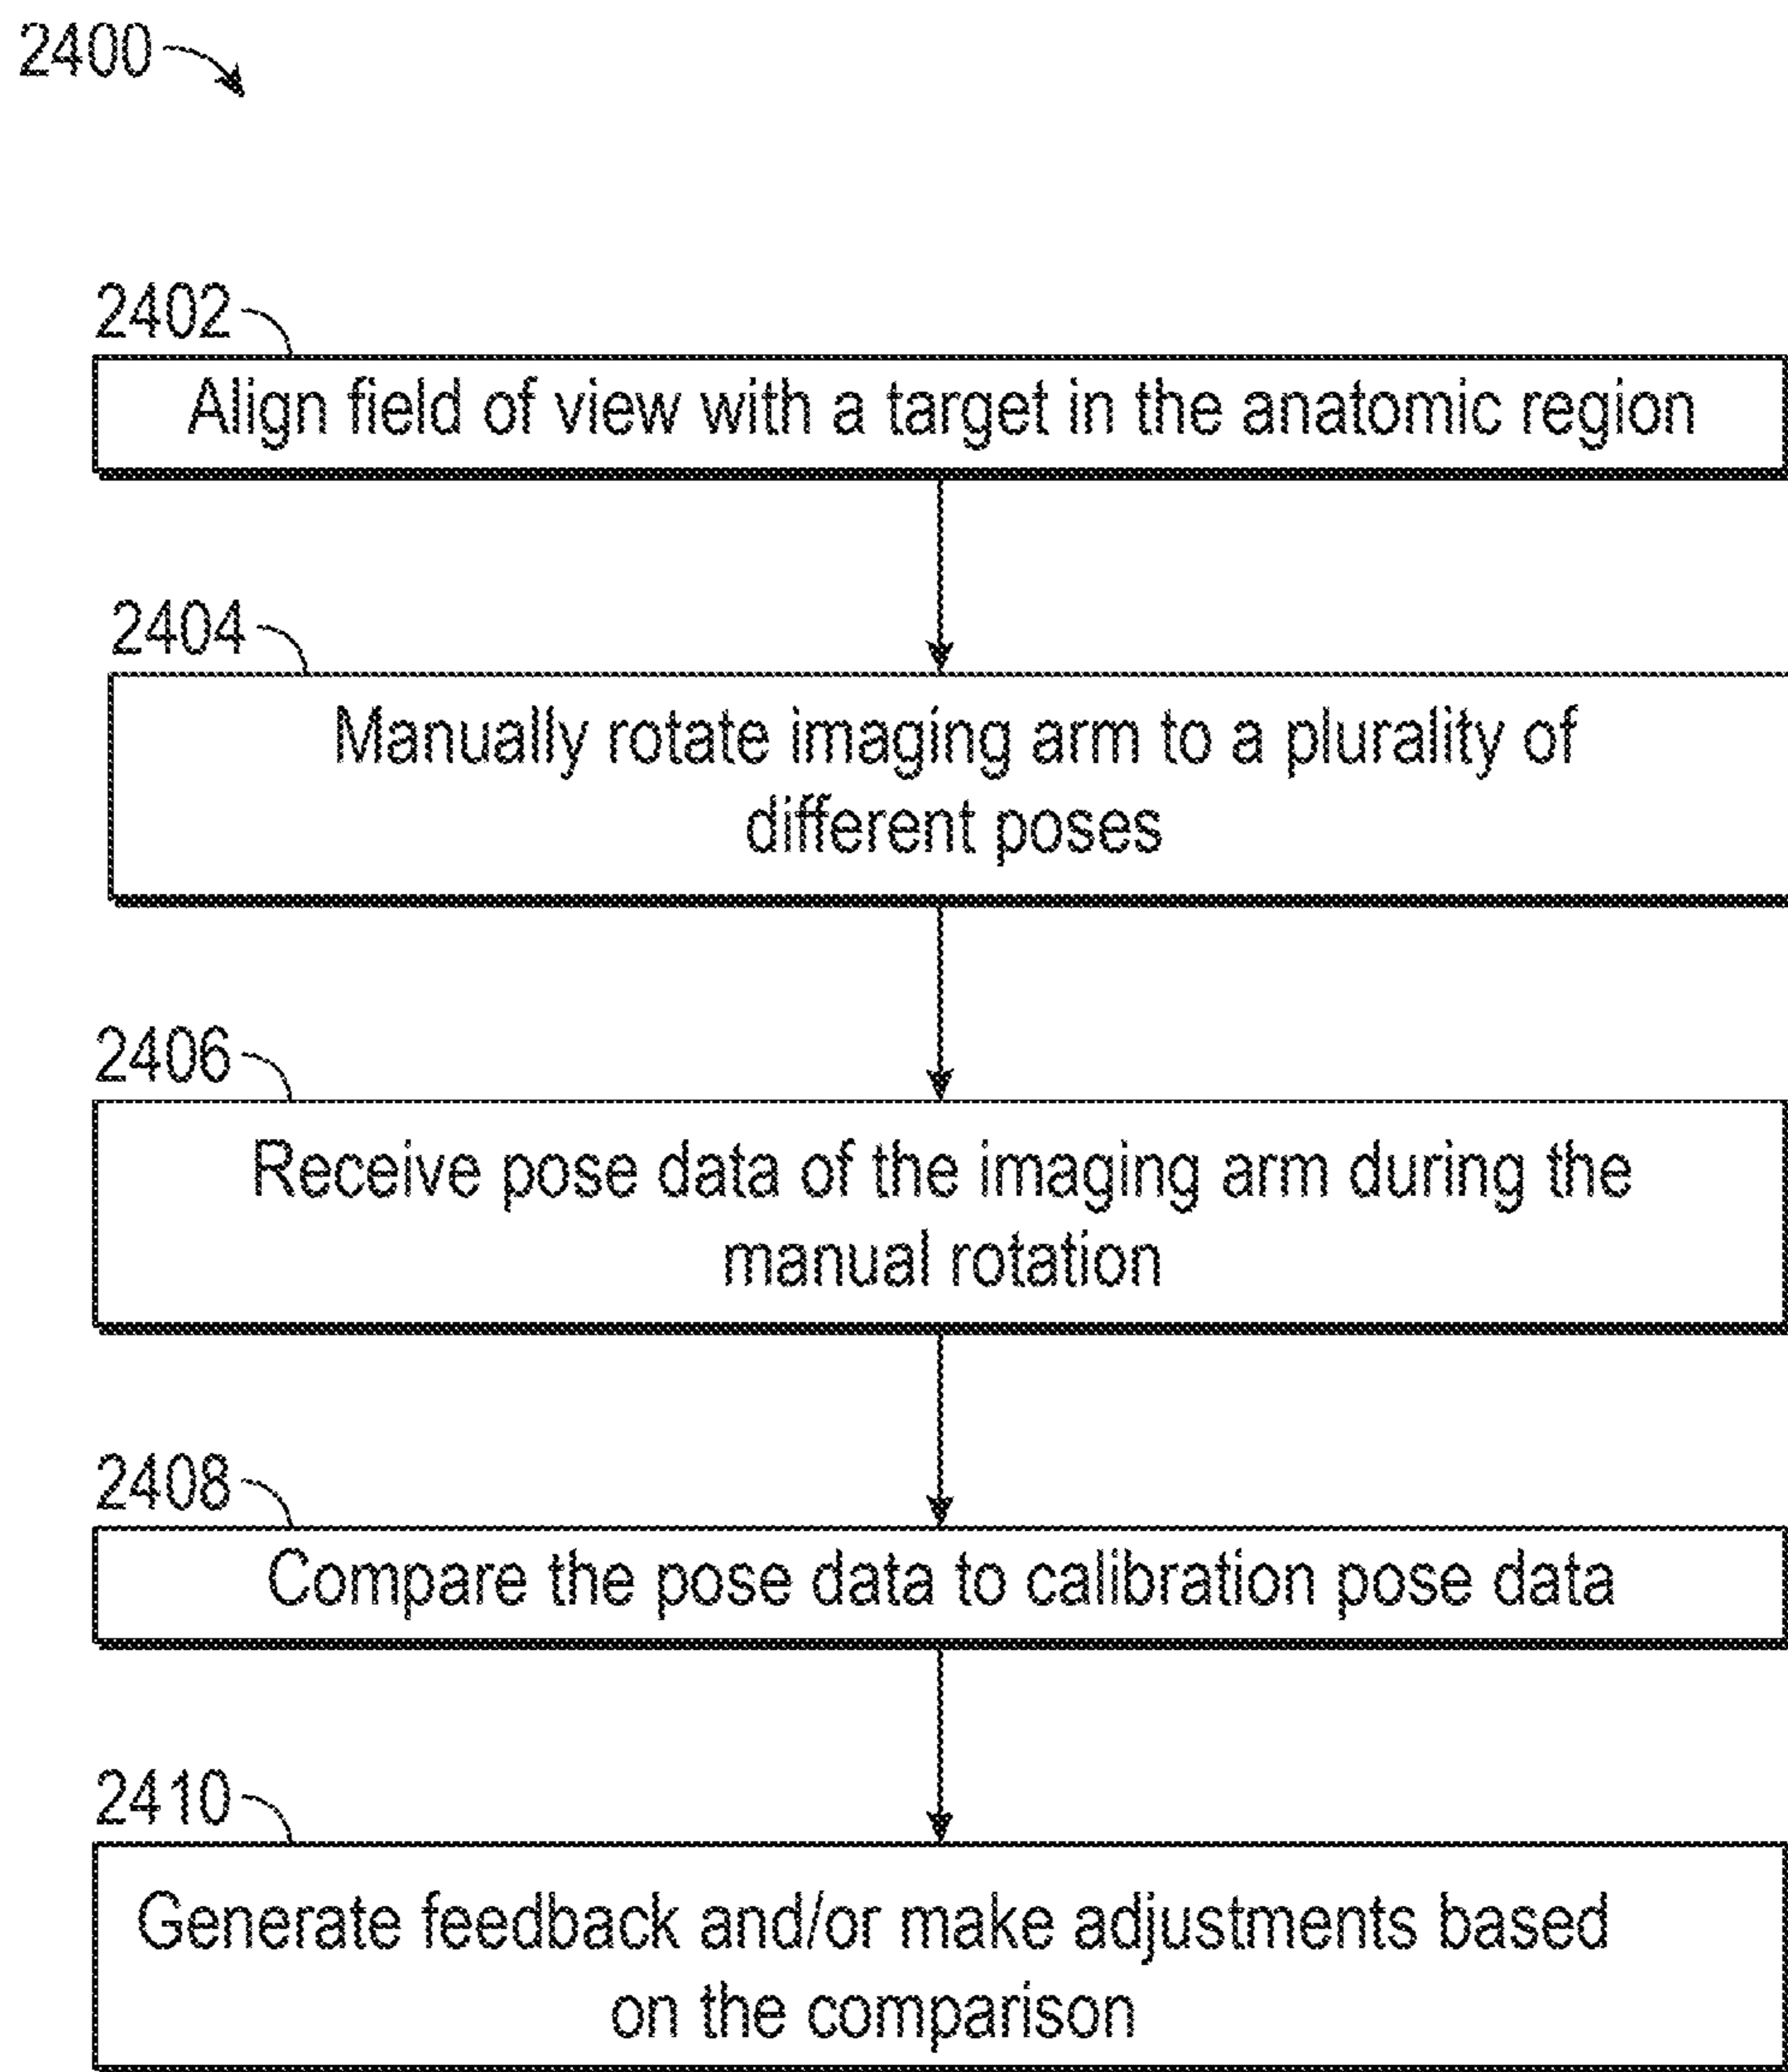 2400
2402
Align field of view with a target in the anatomic region
2404
Manually rotate imaging arm to a plurality of
different poses
2406
Receive pose data of the imaging arm during the
manual rotation
2408
Compare the pose data to calibration pose data
2410
Generate feedback and/or make adjustments based
on the comparison